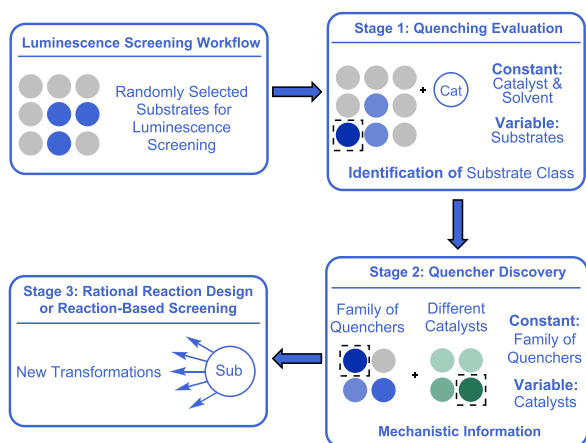 Luminescence Screening Workflow
Randomly Selected
Substrates for
Luminescence
Screening
Stage 1: Quenching Evaluation
+
Cat
Constant:
Catalyst &
Solvent
Variable:
Substrates
Identification of Substrate Class
Stage 2: Quencher Discovery
Family of
Quenchers
Different
Catalysts
+
Constant:
Family of
Quenchers
Variable:
Catalysts
Mechanistic Information
Stage 3: Rational Reaction Design
or Reaction-Based Screening
New Transformations
Sub